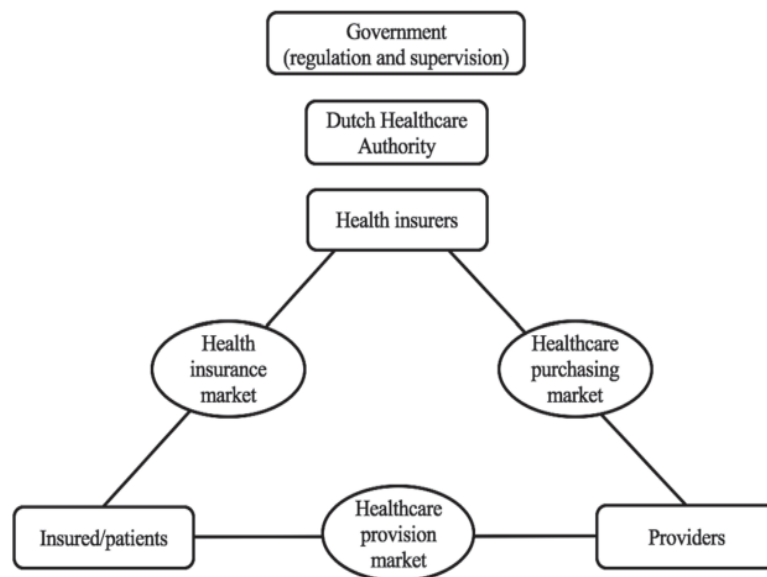 Government
(regulation and supervision)
Dutch Healthcare
Authority
Health insurers
Health
insurance
market
Healthcare
purchasing
market
Insured/patients
Healthcare
provision
market
Providers